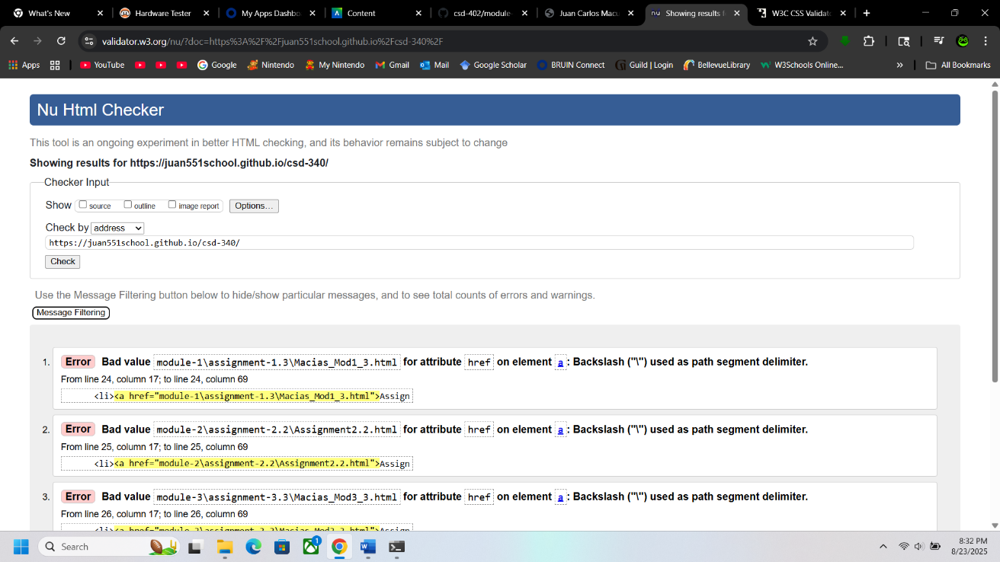 What's New
Hardware Tester
My Apps Dashbo
Content
csd-402/module-
Juan Carlos Macı
Showing results f
W3C CSS Validat
validator.w3.org/nu/?doc=https%3A%2F%2Fjuan551school.github.io%2Fcsd-340%2F
Apps
YouTube
Google
Nintendo
My Nintendo
Gmail
Mail
Google Scholar
BRUIN Connect
Guild | Login
BellevueLibrary
W3Schools Online...
»
All Bookmarks
Nu Html Checker
This tool is an ongoing experiment in better HTML checking, and its behavior remains subject to change
Showing results for https://juan551school.github.io/csd-340/
Checker Input
Show source outline image report Options...
Check by address
https://juan551school.github.io/csd-340/
Check
Use the Message Filtering button below to hide/show particular messages, and to see total counts of errors and warnings.
Message Filtering
1. Error Bad value module-1\assignment-1.3\Macias_Mod1_3.html for attribute href on element a: Backslash ("\") used as path segment delimiter.
From line 24, column 17; to line 24, column 69
<li><a href="module-1\assignment-1.3\Macias_Mod1_3.html">Assign
2. Error Bad value module-2\assignment-2.2\Assignment2.2.html for attribute href on element a: Backslash ("\") used as path segment delimiter.
From line 25, column 17; to line 25, column 69
<li><a href="module-2\assignment-2.2\Assignment2.2.html">Assign
3. Error Bad value module-3\assignment-3.3\Macias_Mod3_3.html for attribute href on element a: Backslash ("\") used as path segment delimiter.
From line 26, column 17; to line 26, column 69
<li><a href="module-3\assignment-3.3\Macias_Mod3_3.html">Assign
Search
1
8:32 PM
8/23/2025